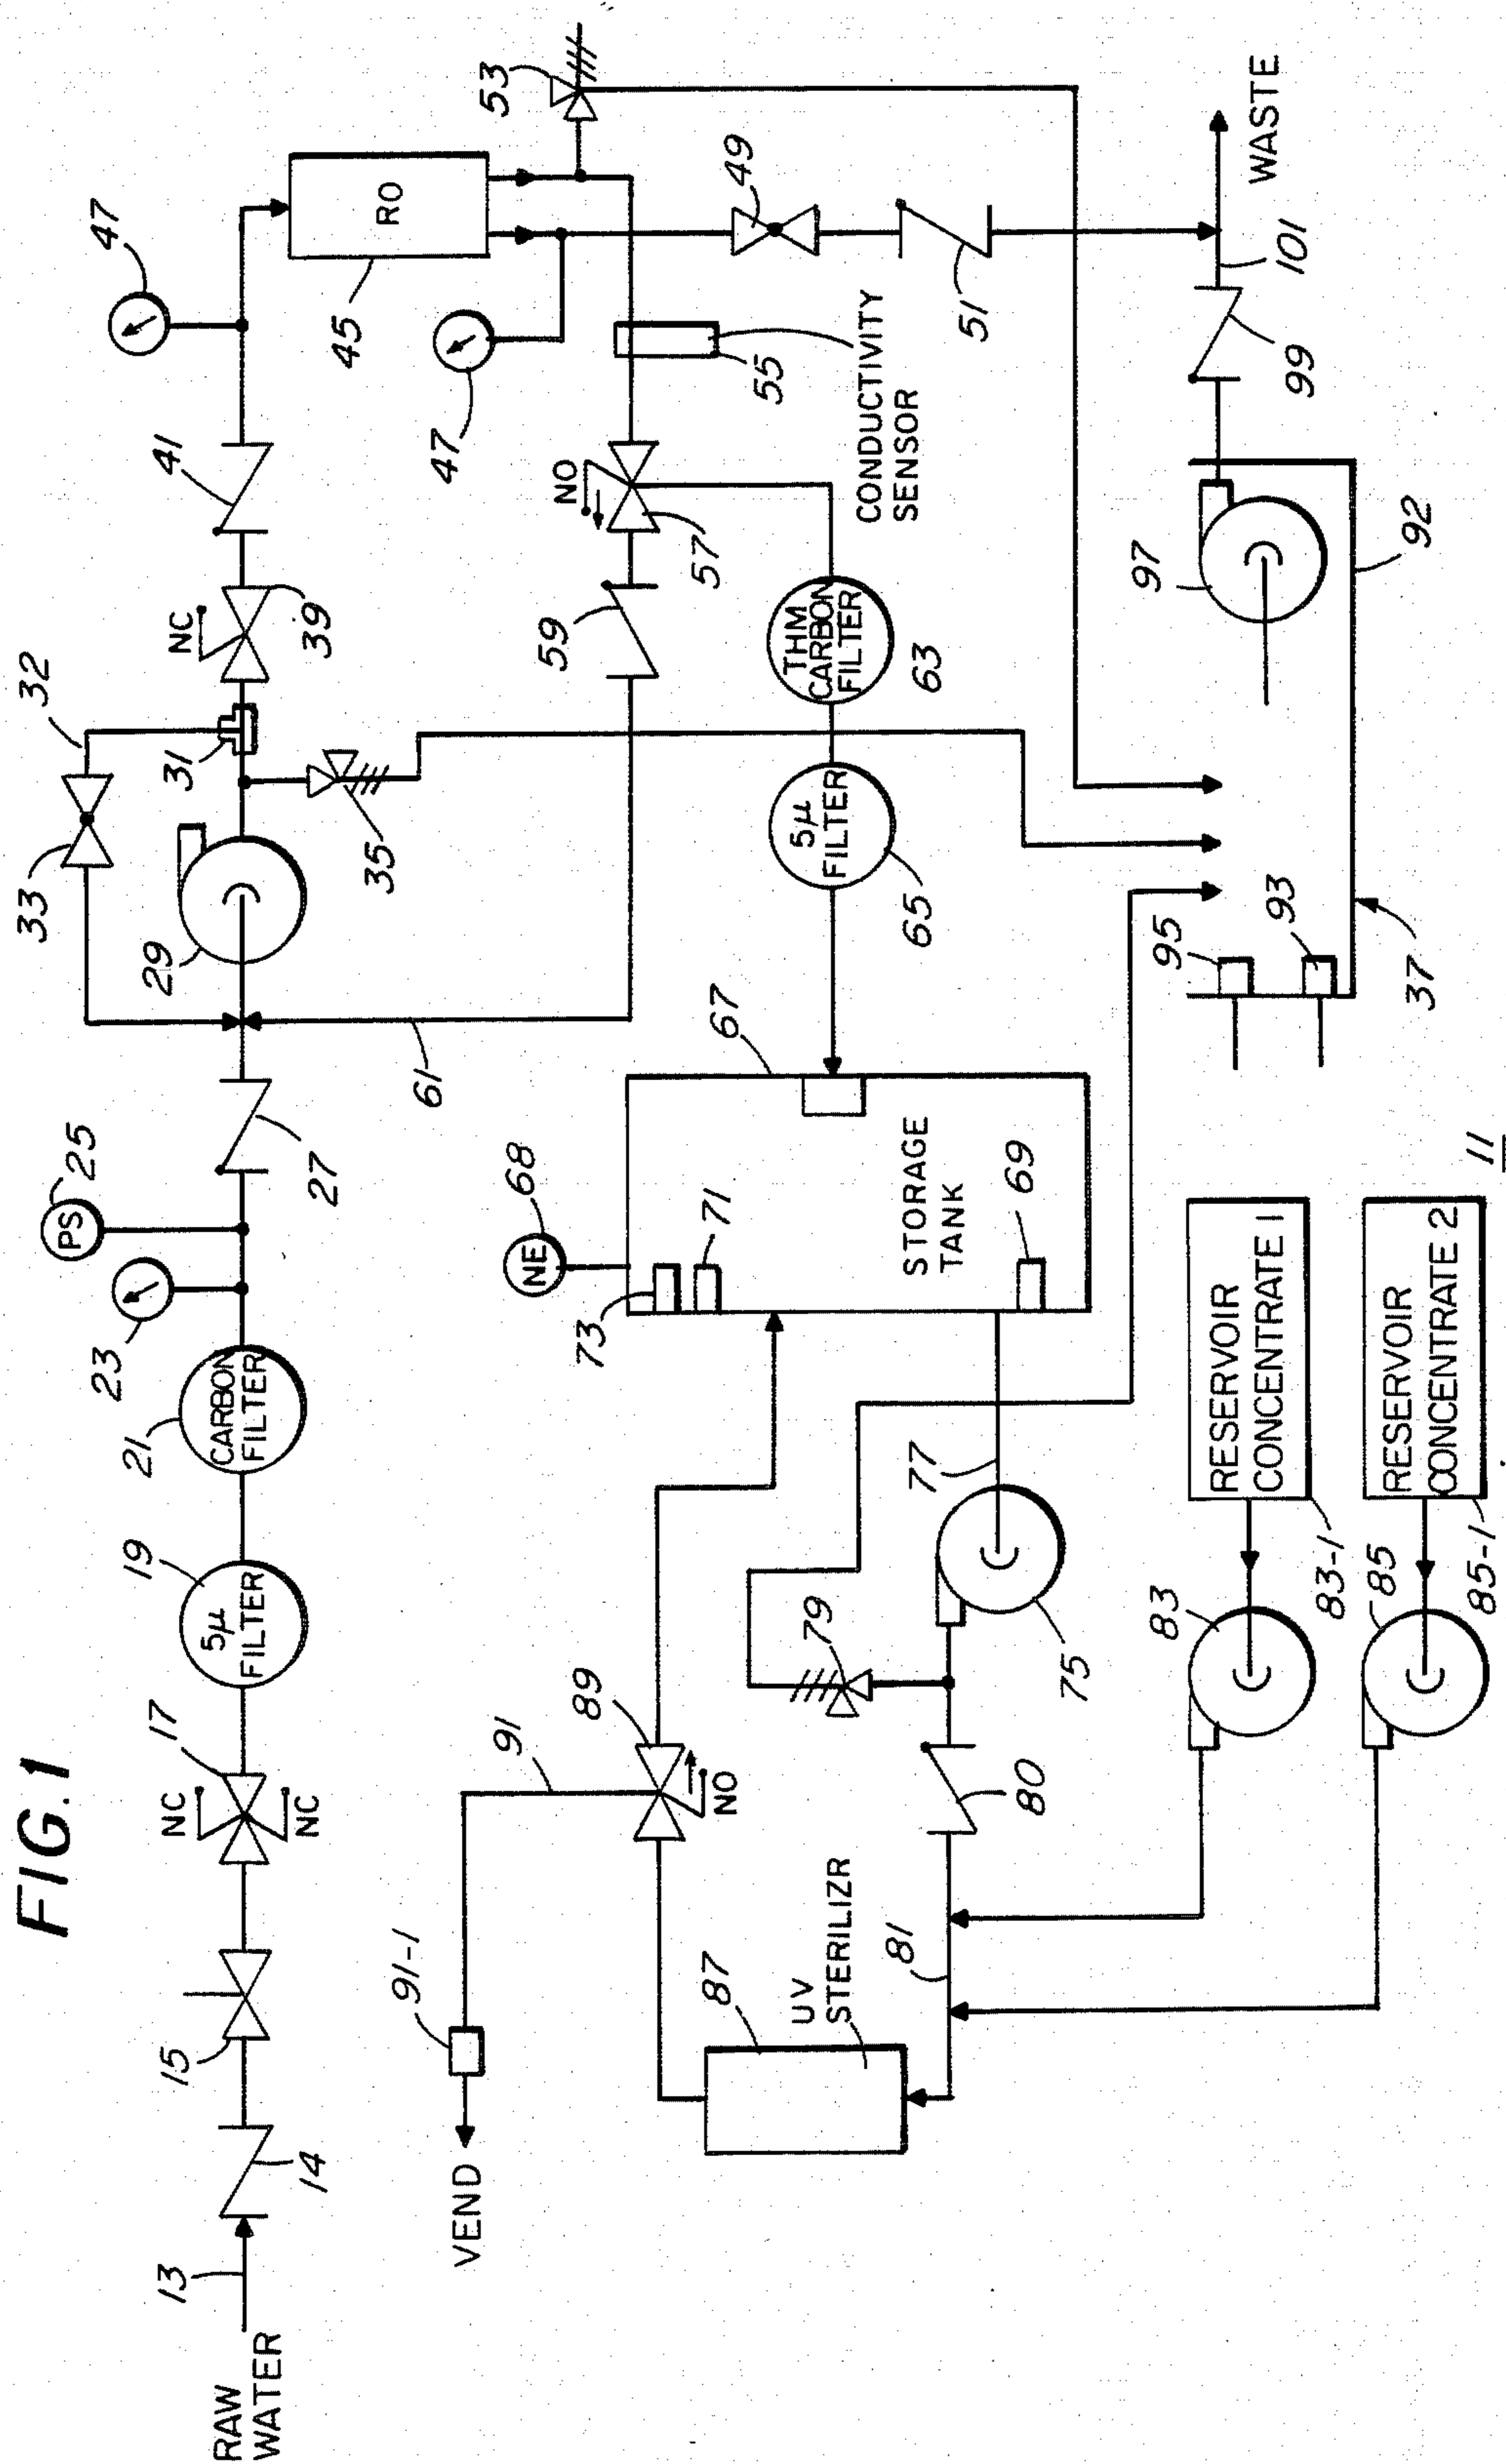 FIG. 1
RAW
WATER
13
14
15
NC
17
NC
5µ
FILTER
19
CARBON
FILTER
21
23
PS
25
27
29
33
32
31
35
NC
39
41
47
RO
45
47
53
49
51
55
CONDUCTIVITY
SENSOR
NO
57
59
61
THM
CARBON
FILTER
63
5µ
FILTER
65
67
NE
68
73
71
69
STORAGE
TANK
77
75
79
80
81
UV
STERILIZR
87
89
NO
91
91-1
VEND
83
RESERVOIR
CONCENTRATE 1
83-1
85
RESERVOIR
CONCENTRATE 2
85-1
95
93
37
92
97
99
101
WASTE
11